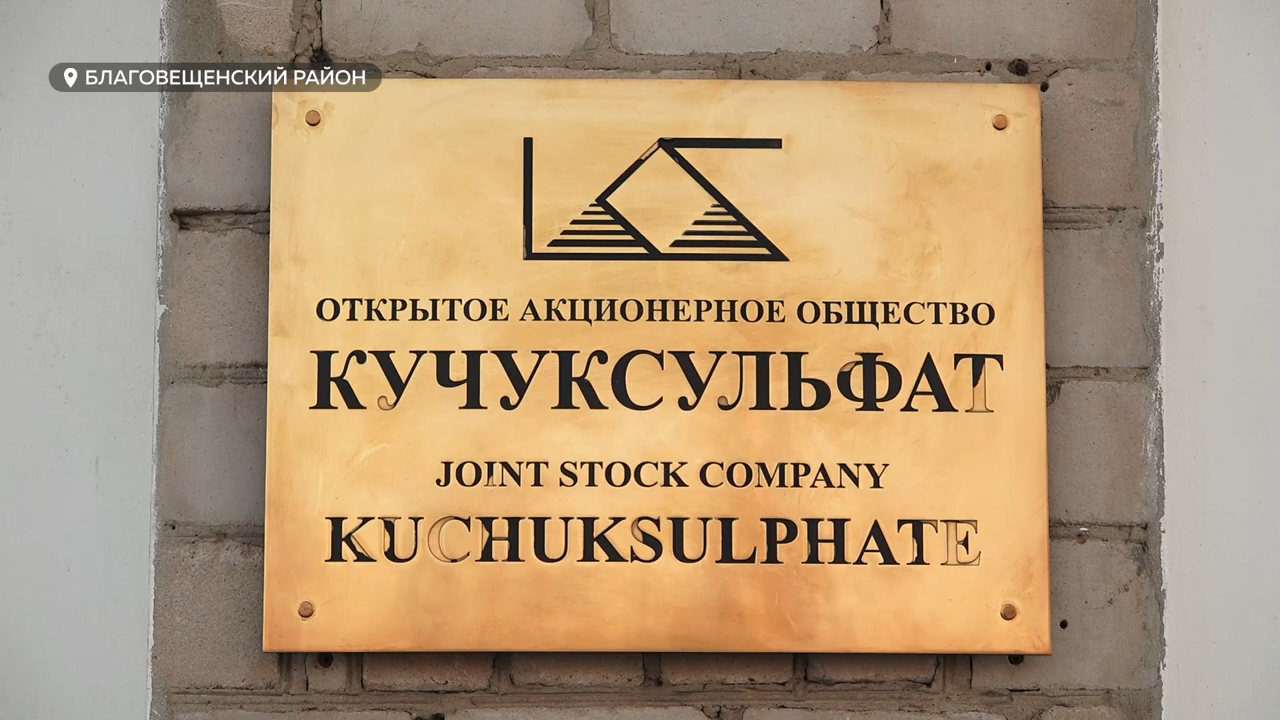 БЛАГОВЕЩЕНСКИЙ РАЙОН
ОТКРЫТОЕ АКЦИОНЕРНОЕ ОБЩЕСТВО
КУЧУКСУЛЬФАТ
JOINT STOCK COMPANY
KUCHUKSULPHATE